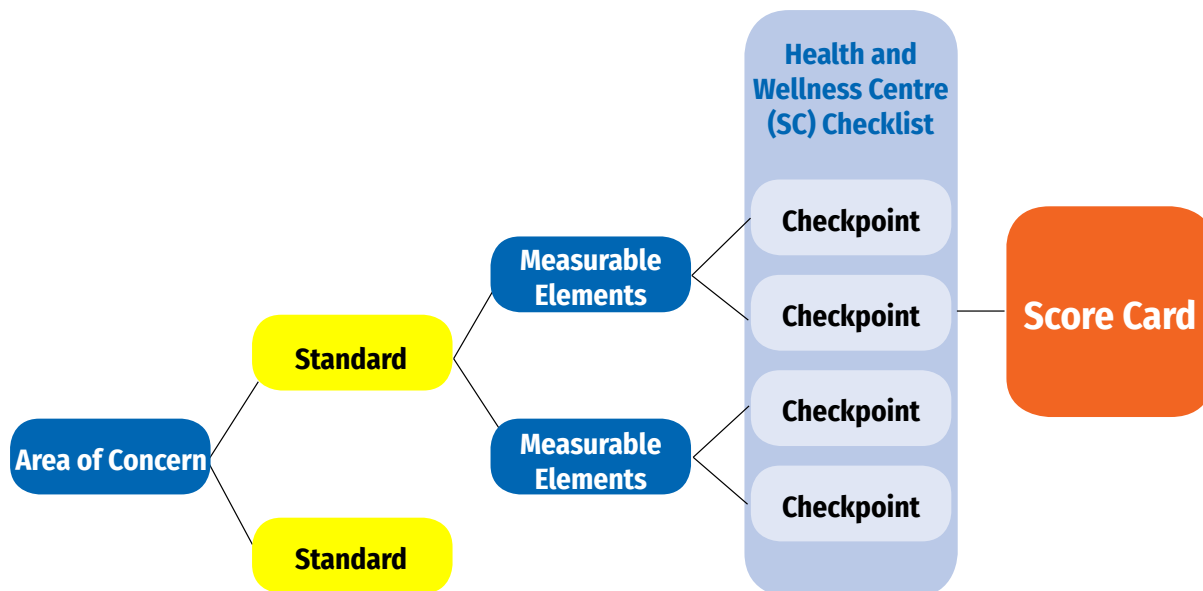 Health and
Wellness Centre
(SC) Checklist
Checkpoint
Measurable
Elements
Checkpoint
Score Card
Standard
Checkpoint
Measurable
Elements
Area of Concern
Checkpoint
Standard